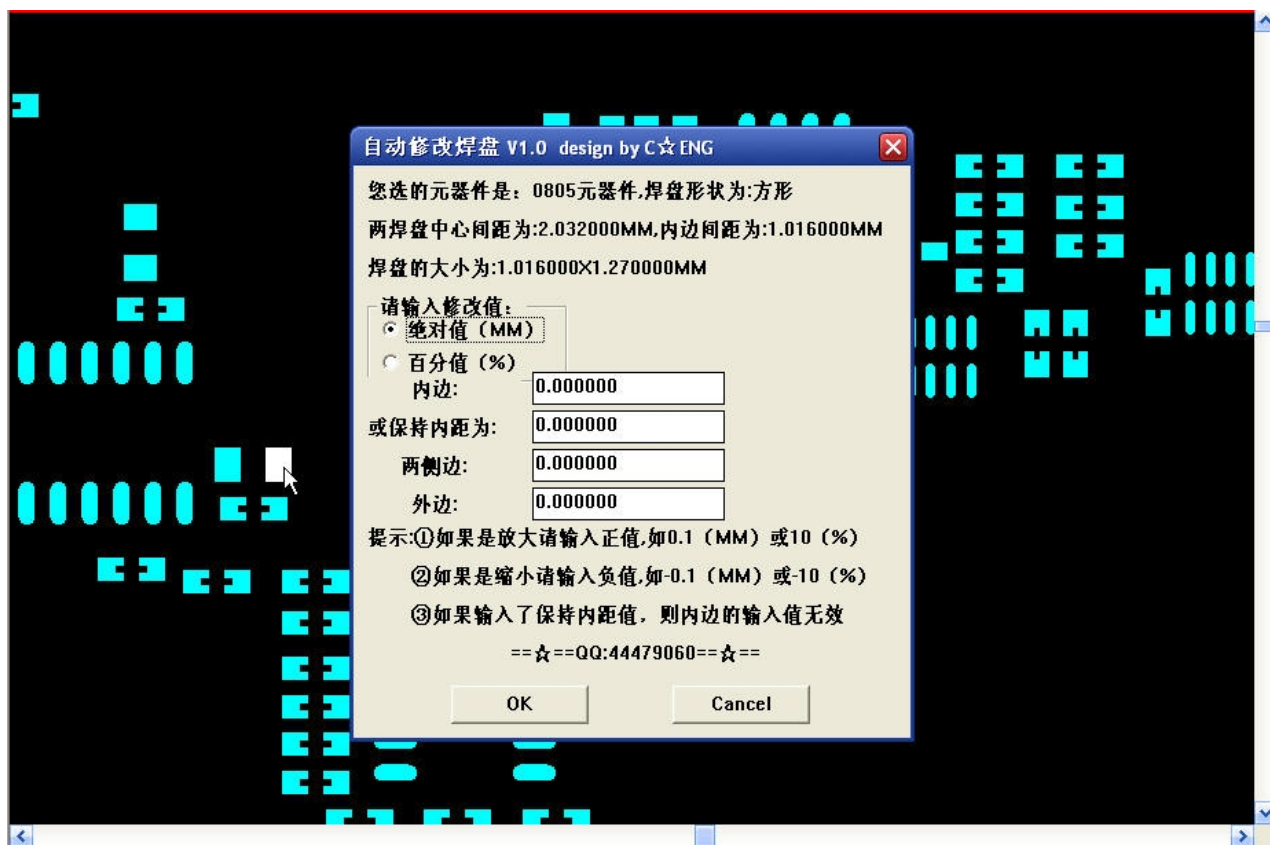 自动修改焊盘 V1.0 design by C☆ENG
您选的元器件是：0805元器件,焊盘形状为:方形
两焊盘中心间距为:2.032000MM,内边间距为:1.016000MM
焊盘的大小为:1.016000X1.270000MM
请输入修改值：
绝对值（MM）
百分值（%）
内边: 0.000000
或保持内距为: 0.000000
两侧边: 0.000000
外边: 0.000000
提示:①如果是放大请输入正值,如0.1（MM）或10（%）
②如果是缩小请输入负值,如-0.1（MM）或-10（%）
③如果输入了保持内距值，则内边的输入值无效
==☆==QQ:44479060==☆==
OK Cancel